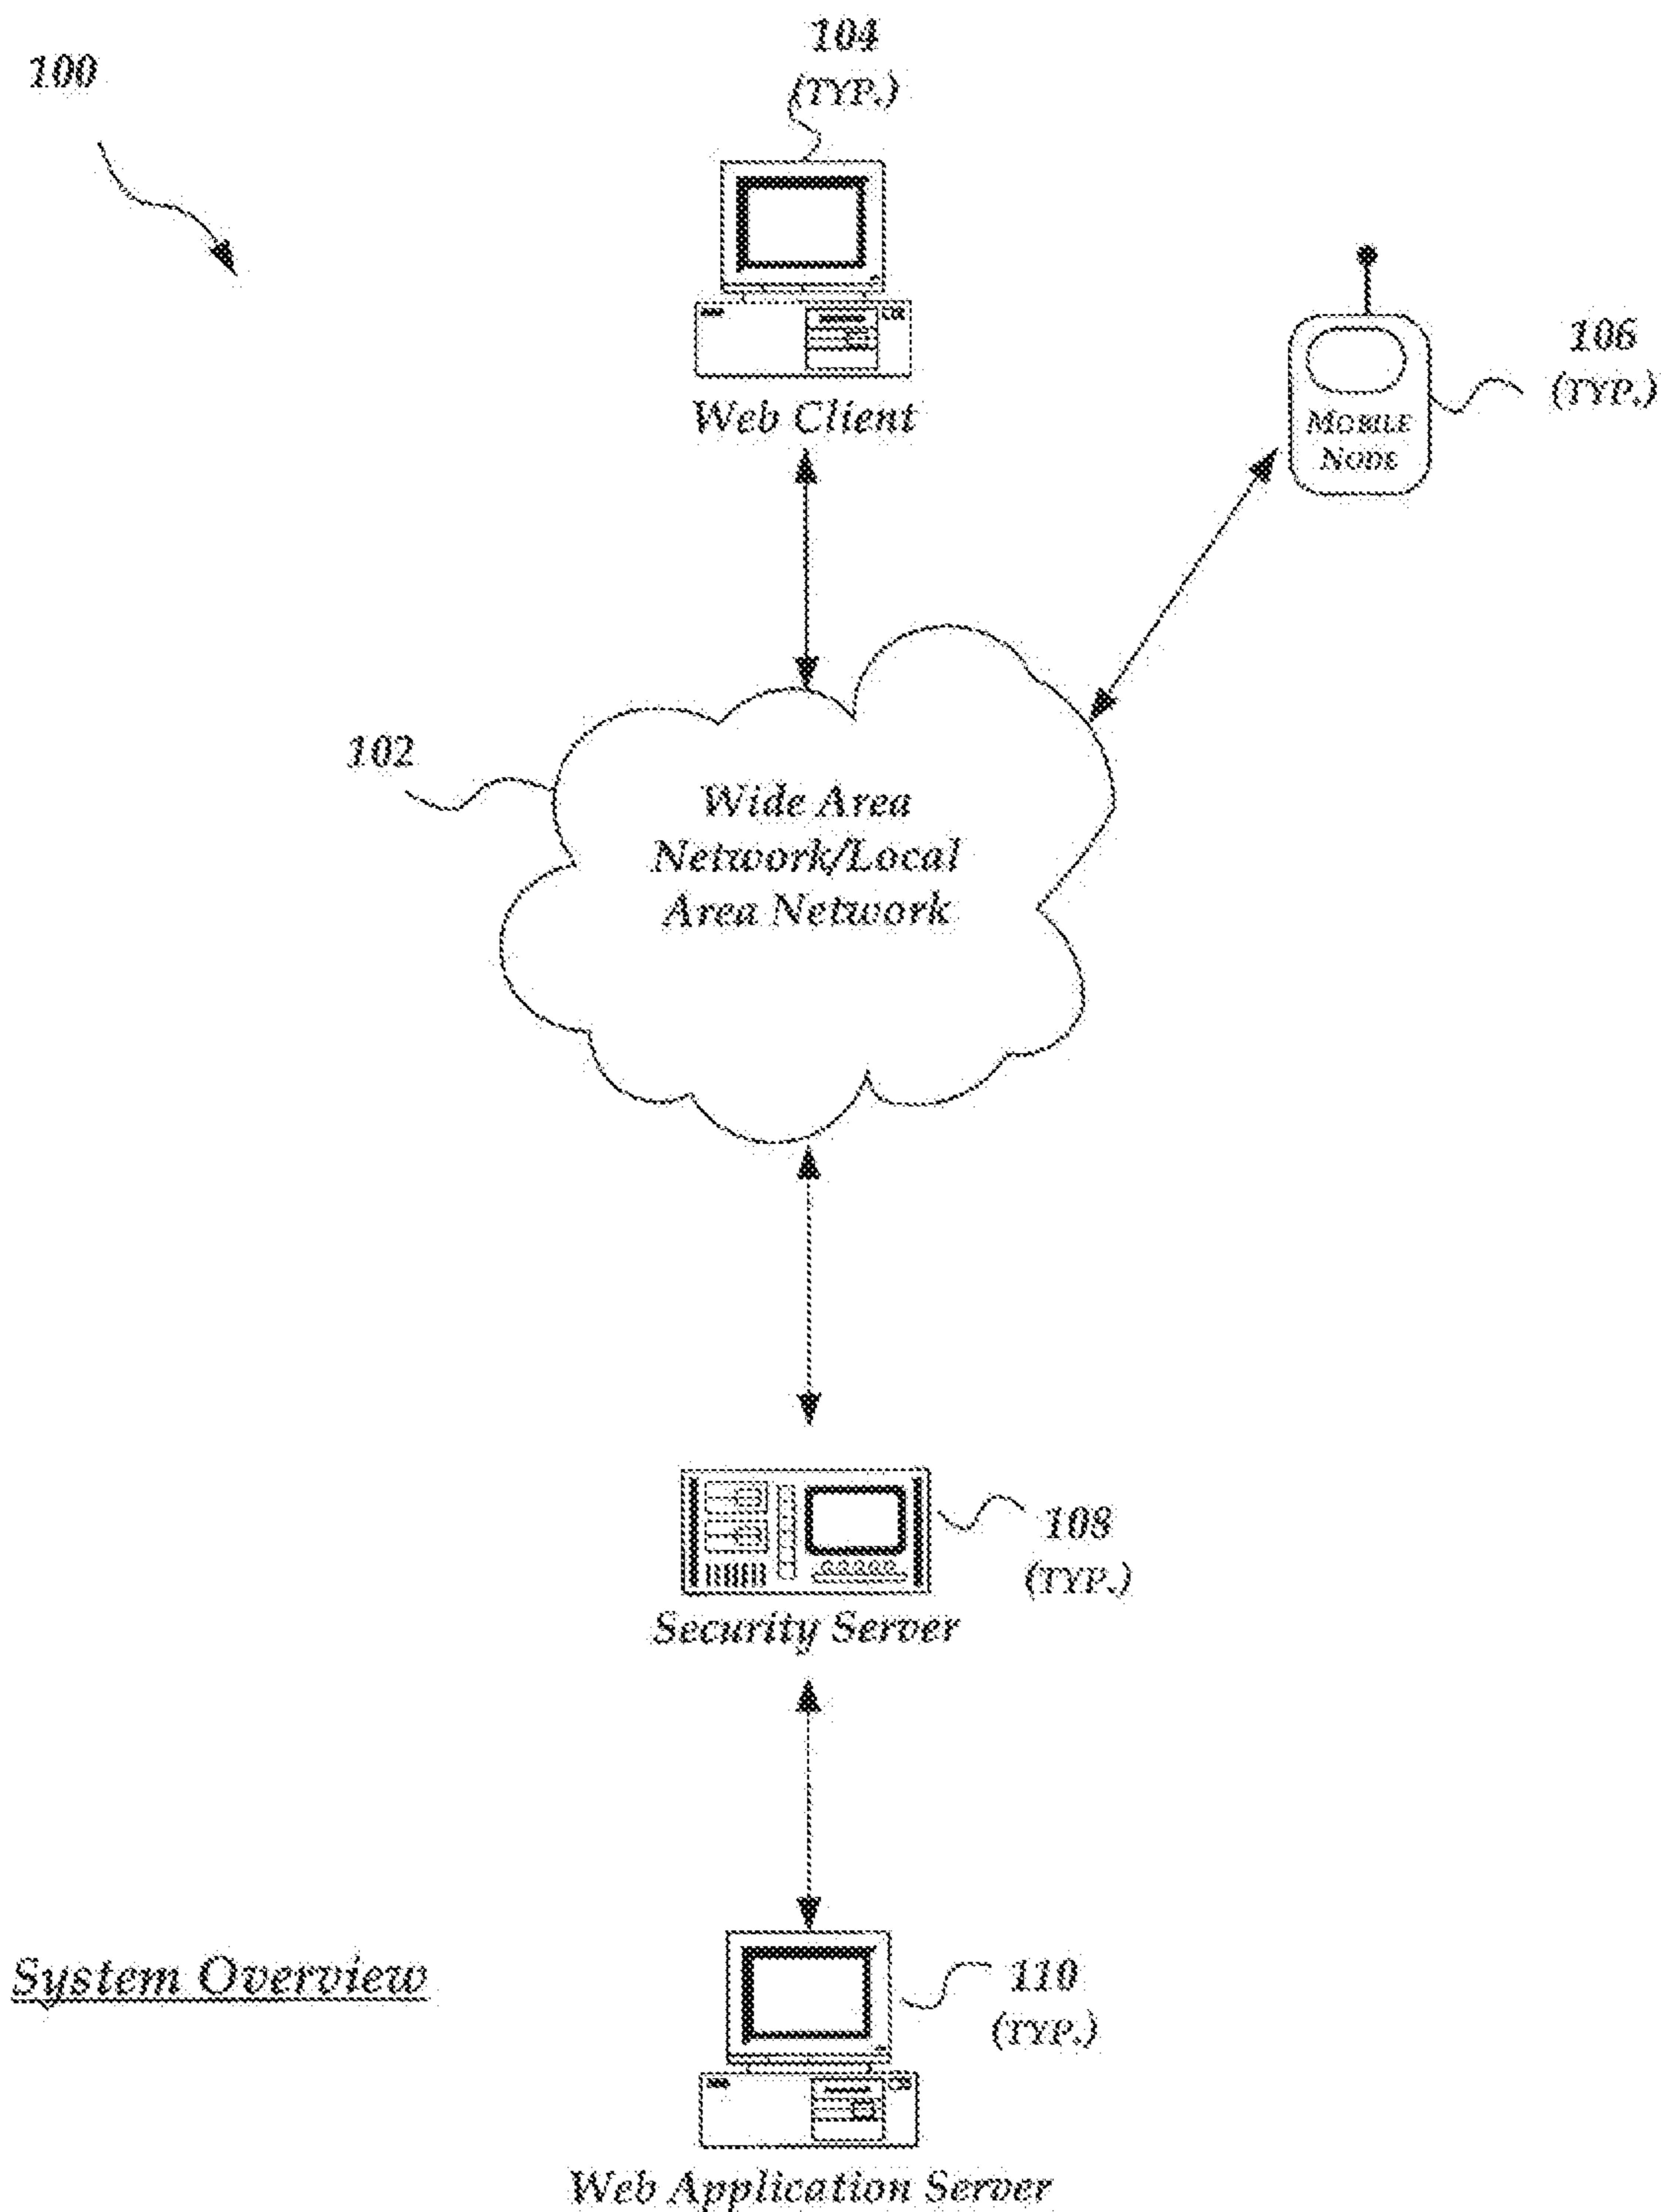 100
104
(TYP.)
Web Client
106
(TYP.)
MOBILE
NODE
102
Wide Area
Network/Local
Area Network
108
(TYP.)
Security Server
System Overview
110
(TYP.)
Web Application Server